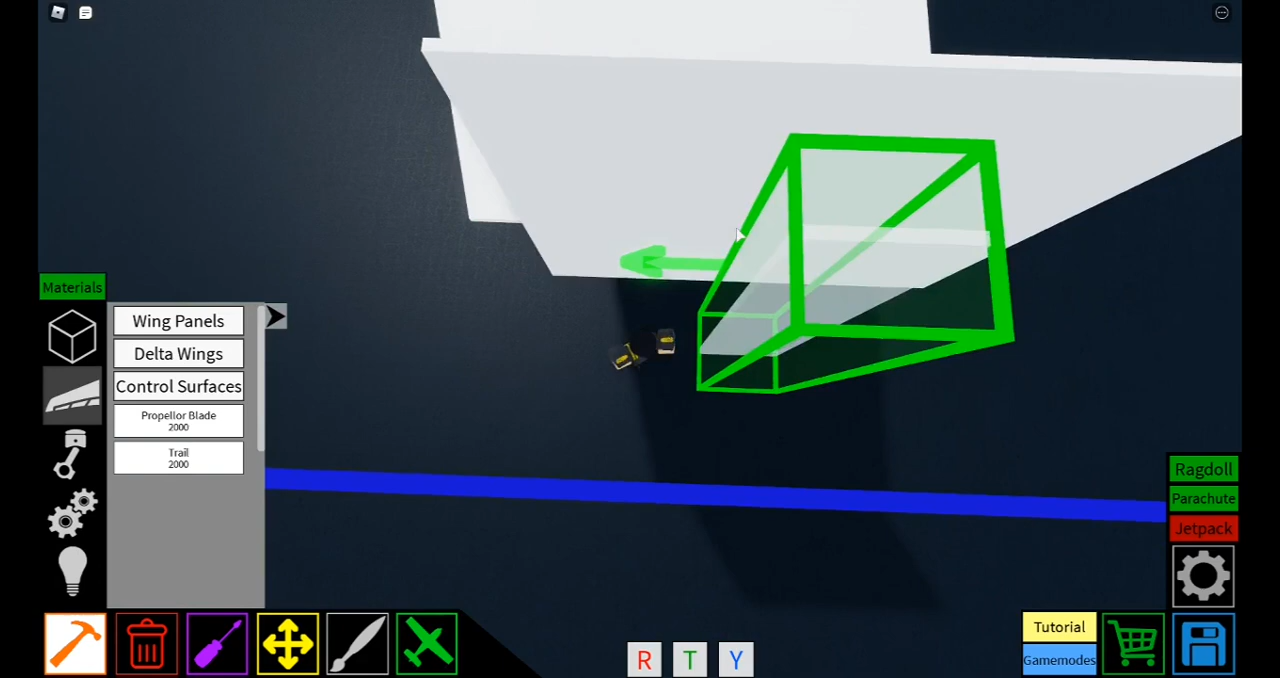 Materials
Wing Panels
Delta Wings
Control Surfaces
Propellor Blade
2000
Trail
2000
Ragdoll
Parachute
Jetpack
Tutorial
Gamemodes
R T Y